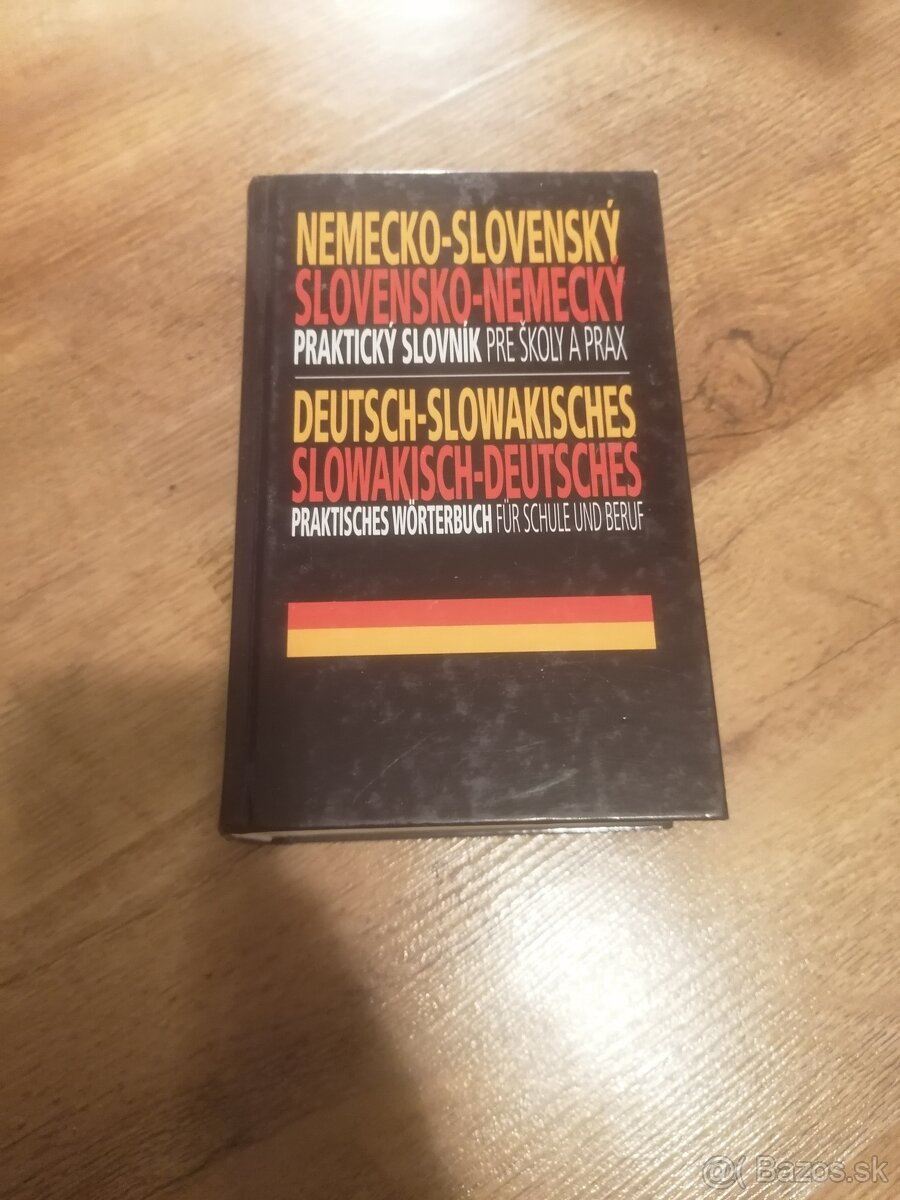 NEMECKO-SLOVENSKÝ
SLOVENSKO-NEMECKÝ
PRAKTICKÝ SLOVNÍK PRE ŠKOLY A PRAX
DEUTSCH-SLOWAKISCHES
SLOWAKISCH-DEUTSCHES
PRAKTISCHES WÖRTERBUCH FÜR SCHULE UND BERUF
@( Bazos.sk